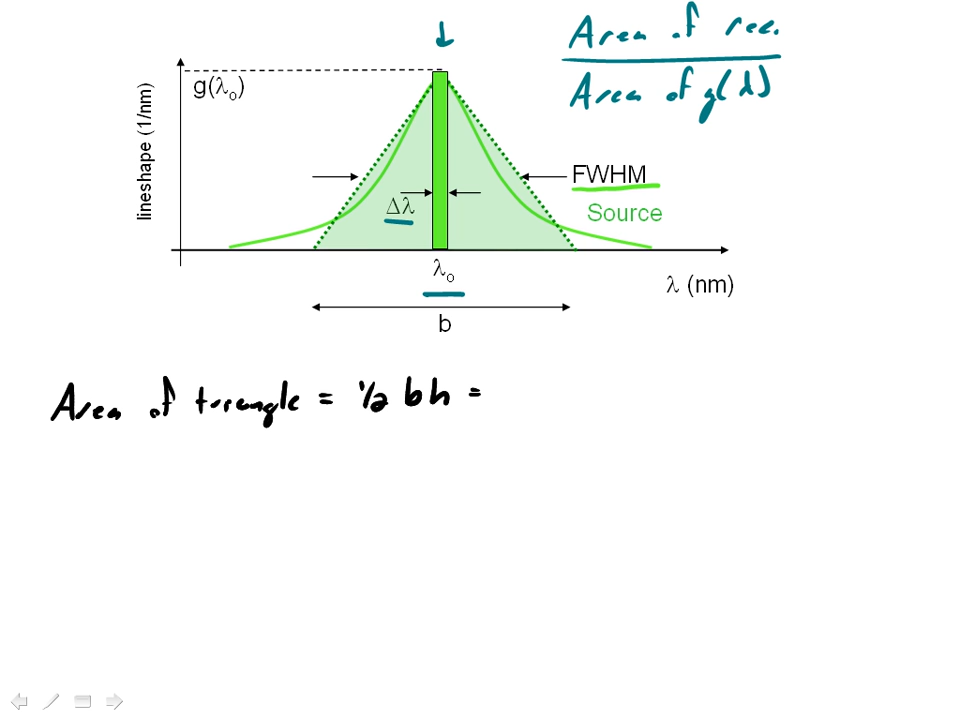 Area of rec.
Area of g(λ)
g(λo)
lineshape (1/nm)
FWHM
Δλ
Source
λo
λ (nm)
b
Area of triangle = 1/2 bh =